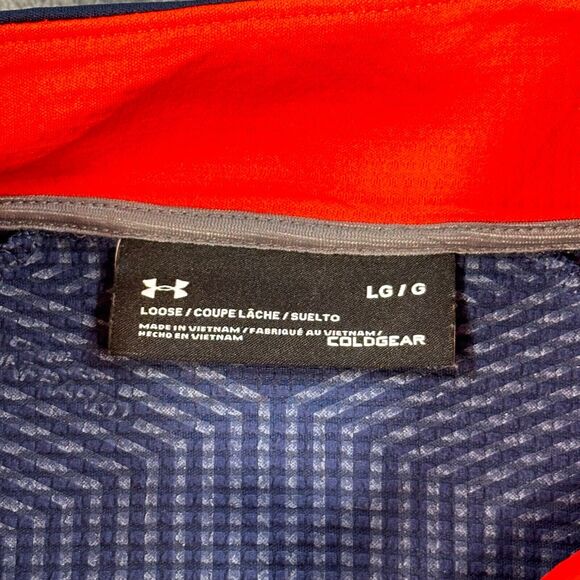 LG / G
LOOSE / COUPE LÂCHE / SUELTO
MADE IN VIETNAM / FABRIQUÉ AU VIETNAM /
HECHO EN VIETNAM
COLDGEAR